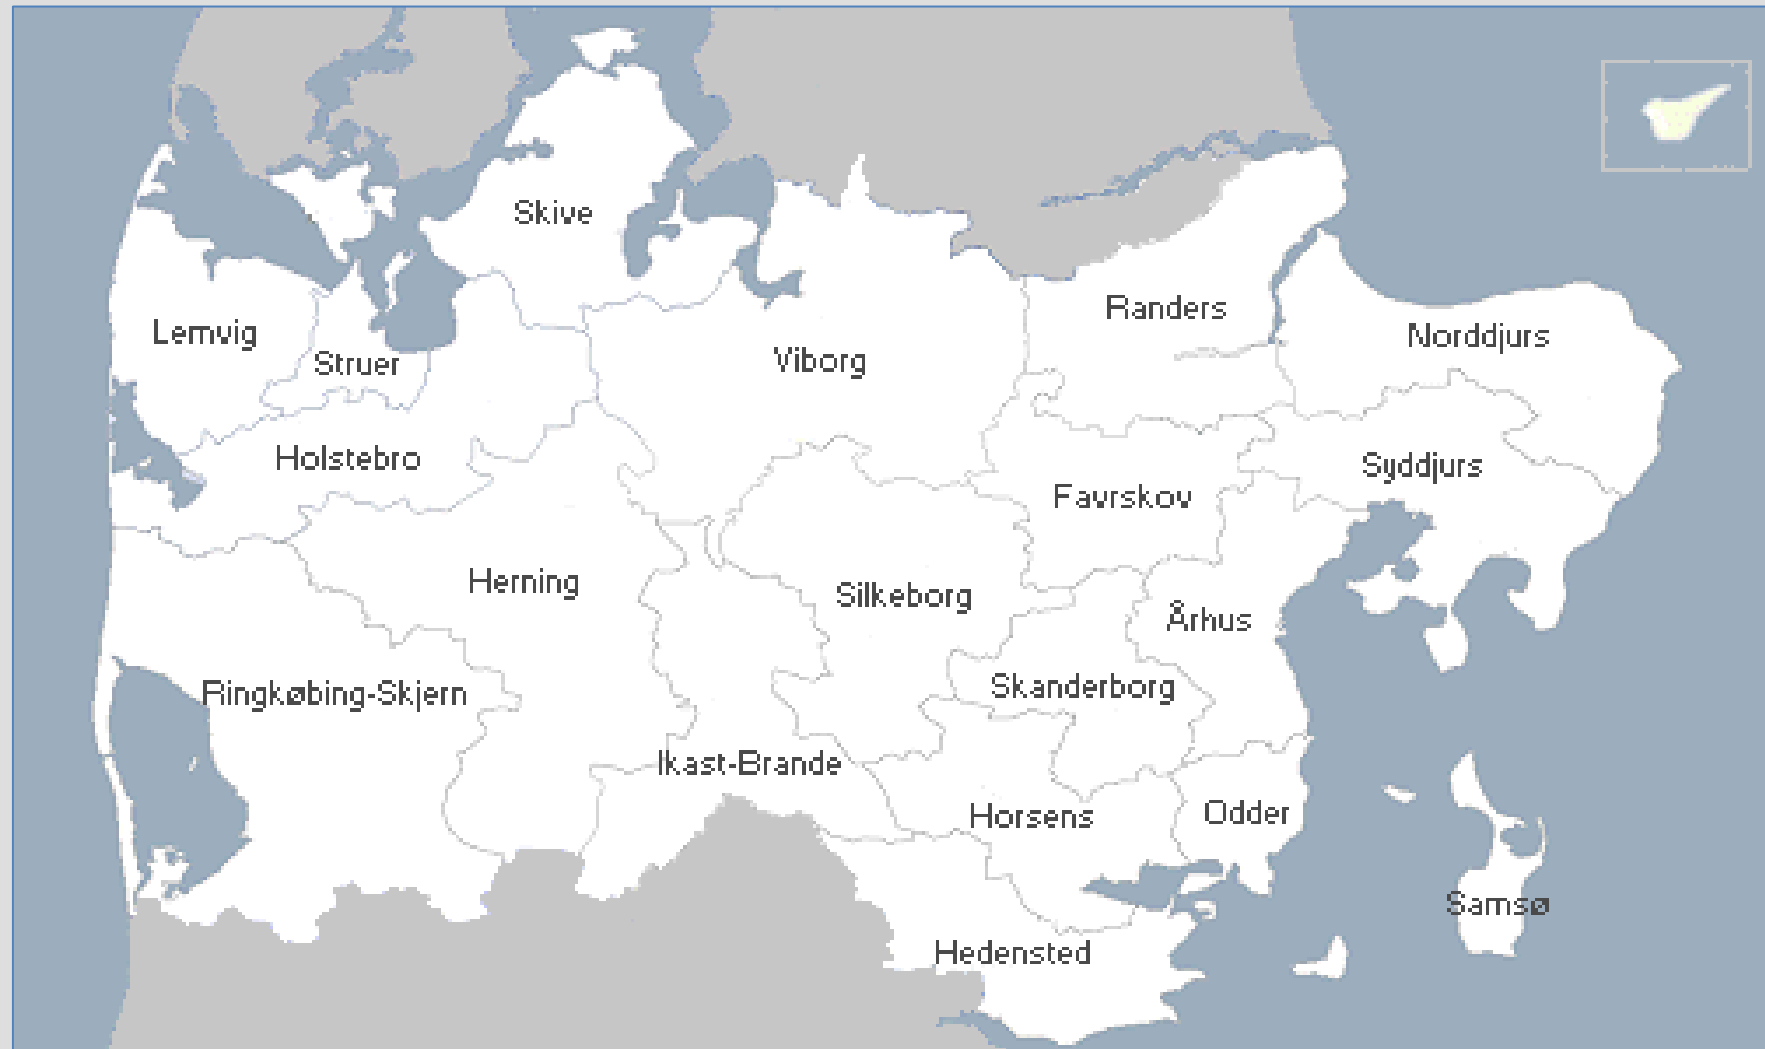 Skive
Randers
Lemvig
Norddjurs
Struer
Viborg
Holstebro
Syddjurs
Favrskov
Herning
Silkeborg
Århus
Ringkøbing-Skjern
Skanderborg
Ikast-Brande
Horsens
Odder
Samsø
Hedensted